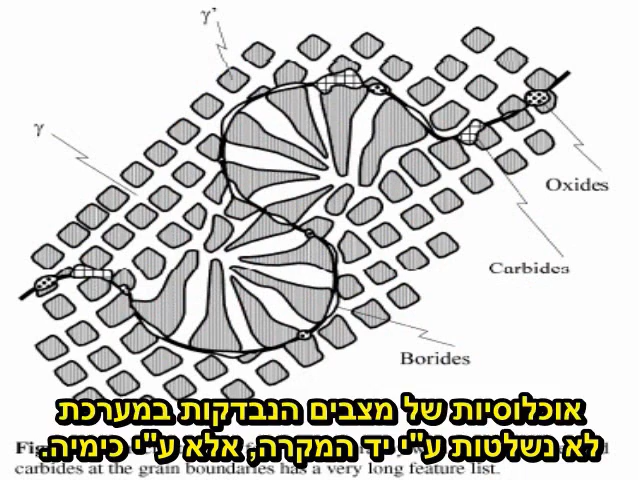 γ'
γ
Oxides
Carbides
Borides
אוכלוסיות של מצבים הנבדקות במערכת
לא נשלטות ע"י יד המקרה, אלא ע"י כימיה.
carbides at the grain boundaries has a very long feature list.